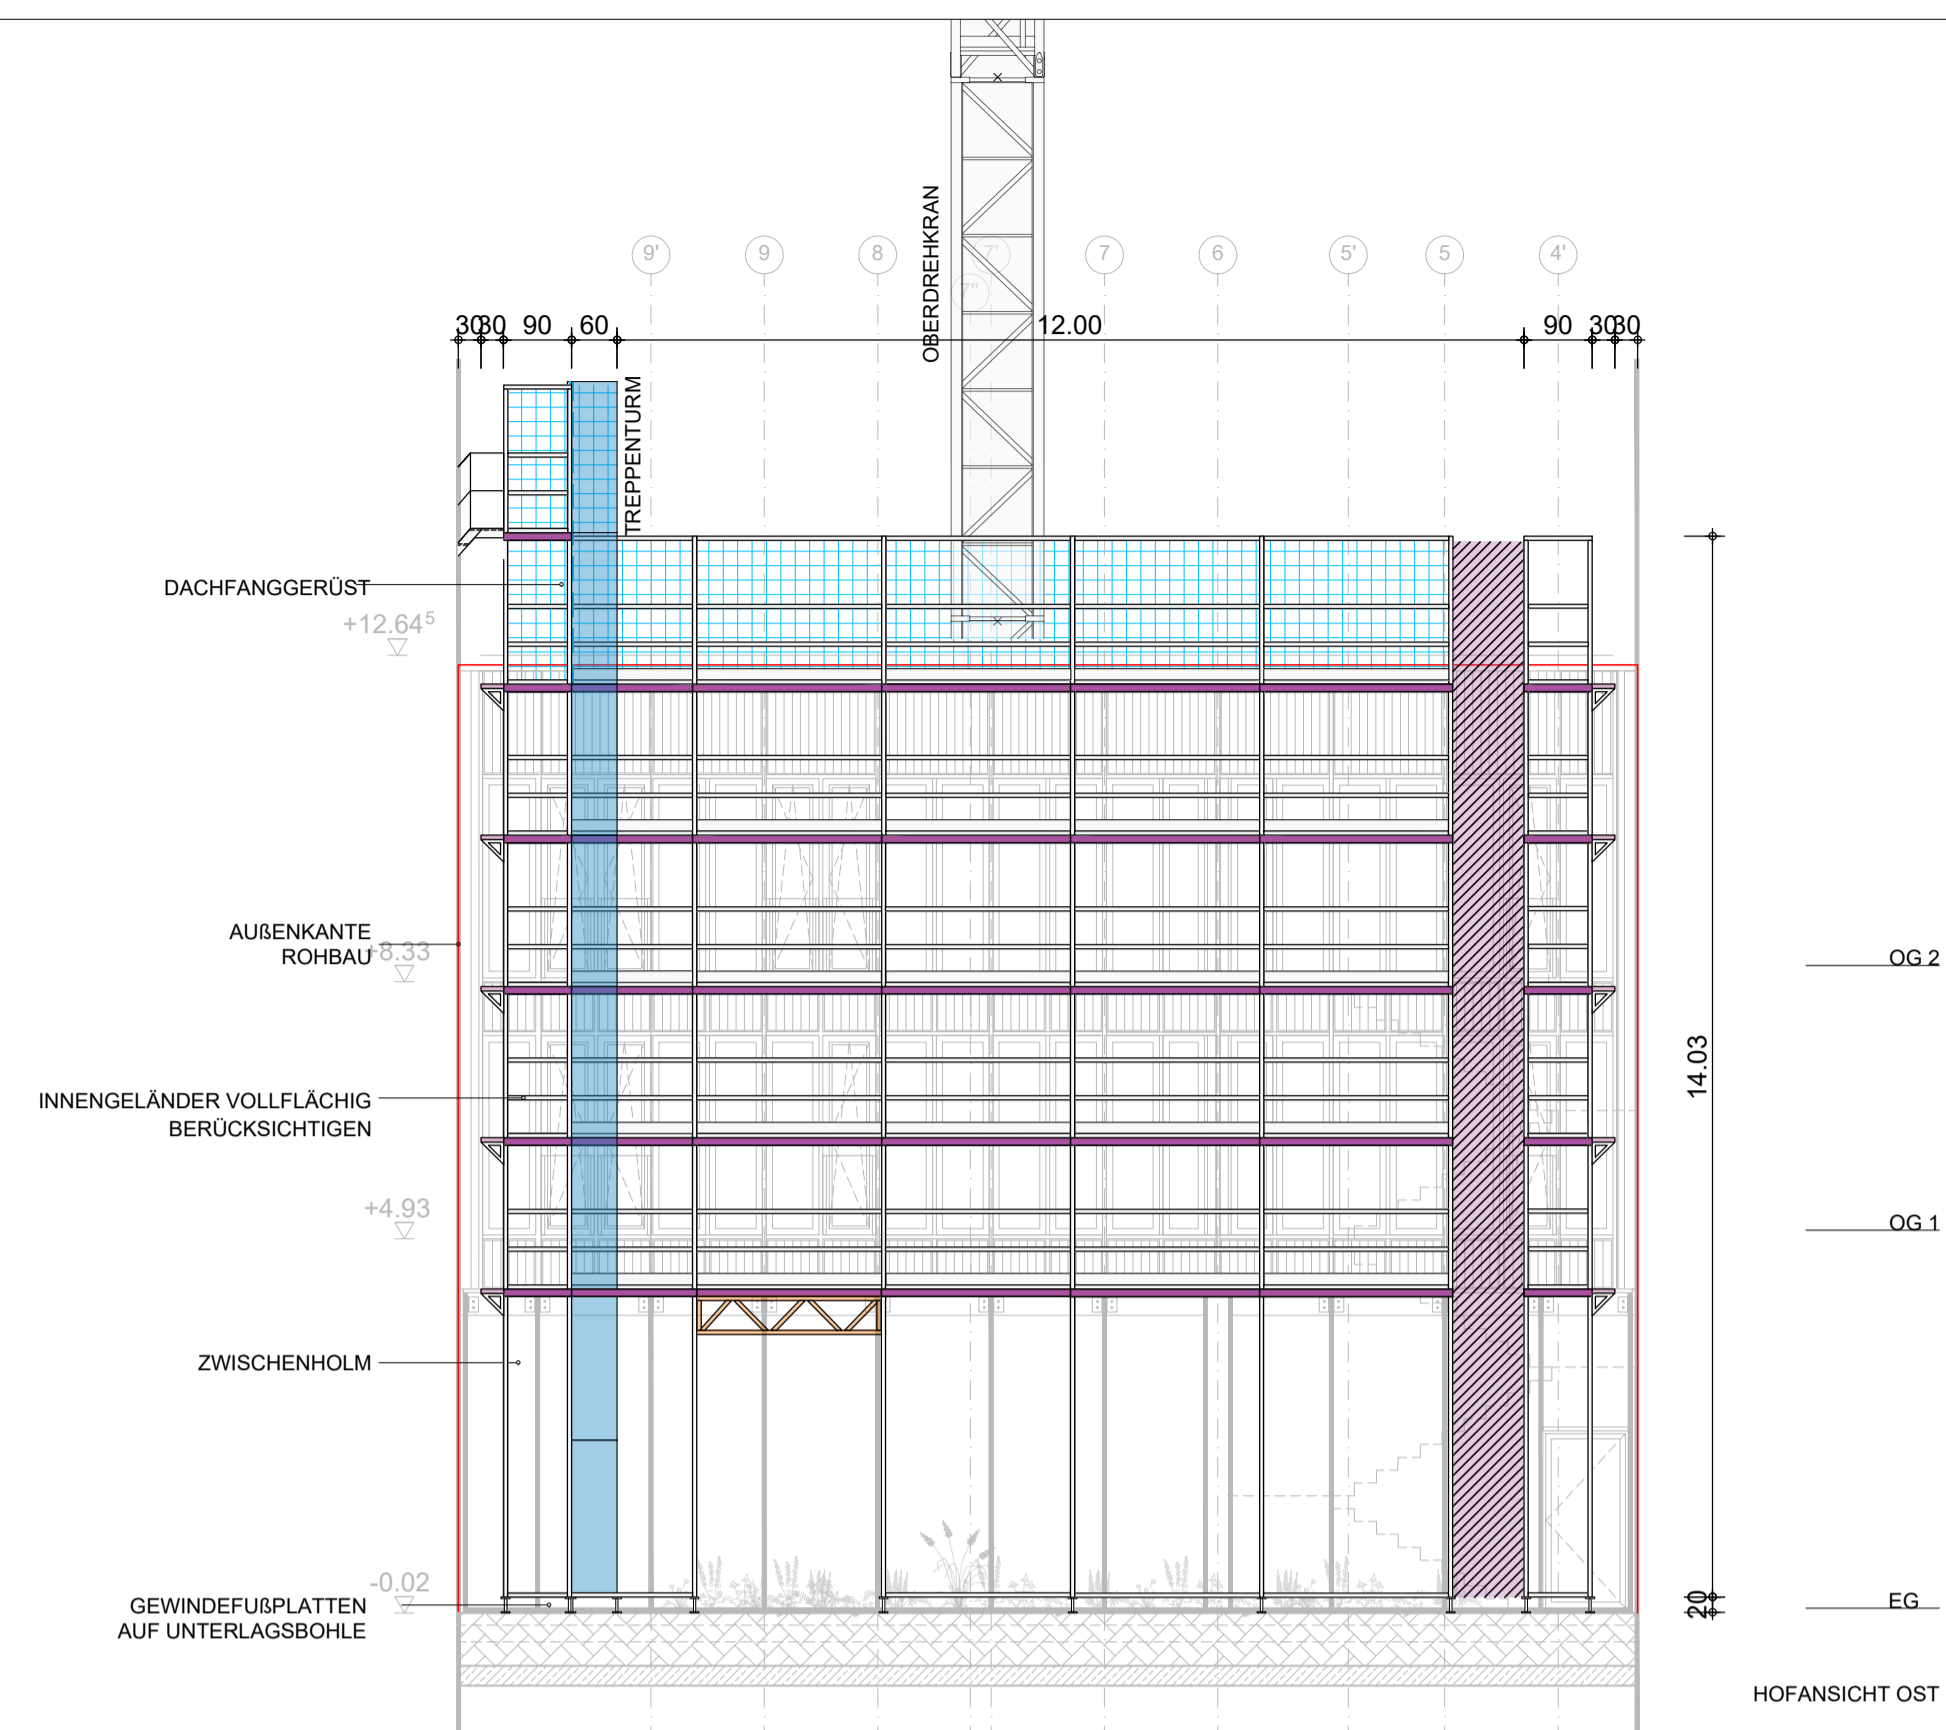 OBERDREHKRAN
9'
9
8
7'
7"
7
6
5'
5
4'
30
30
90
60
12.00
90
30
30
TREPPENTURM
DACHFANGGERÜST
+12.64⁵
AUßENKANTE
ROHBAU
+8.33
OG 2
14.03
INNENGELÄNDER VOLLFLÄCHIG
BERÜCKSICHTIGEN
+4.93
OG 1
ZWISCHENHOLM
-0.02
GEWINDEFUßPLATTEN
AUF UNTERLAGSBOHLE
20
EG
HOFANSICHT OST